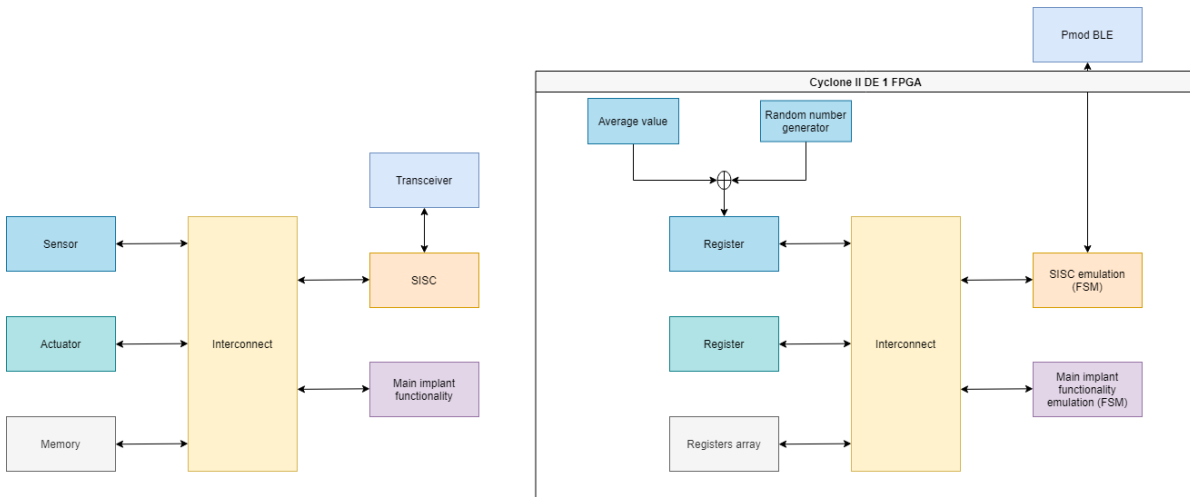 Pmod BLE
Cyclone II DE 1 FPGA
Average value
Random number
generator
Transceiver
Sensor
SISC
Actuator
Interconnect
Main implant
functionality
Memory
Register
SISC emulation
(FSM)
Register
Interconnect
Main implant
functionality
emulation (FSM)
Registers array